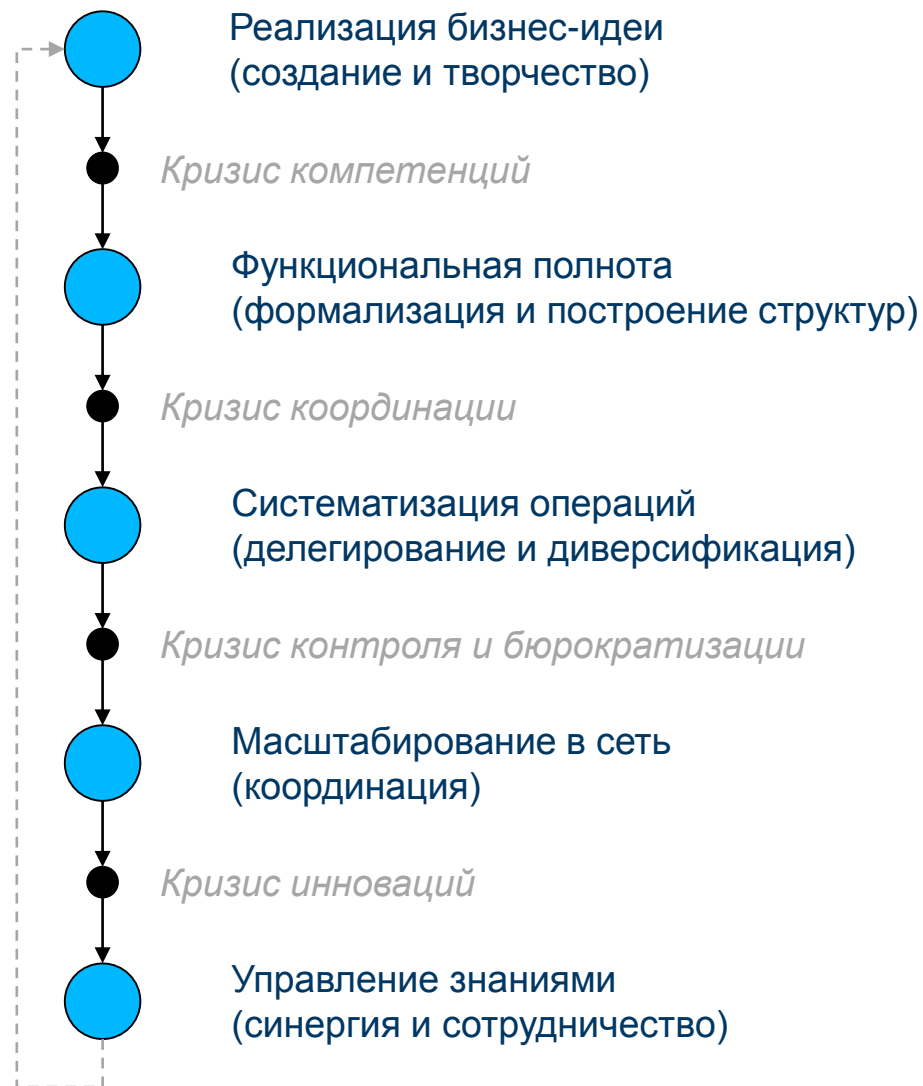 Реализация бизнес-идеи
(создание и творчество)
Кризис компетенций
Функциональная полнота
(формализация и построение структур)
Кризис координации
Систематизация операций
(делегирование и диверсификация)
Кризис контроля и бюрократизации
Масштабирование в сеть
(координация)
Кризис инноваций
Управление знаниями
(синергия и сотрудничество)